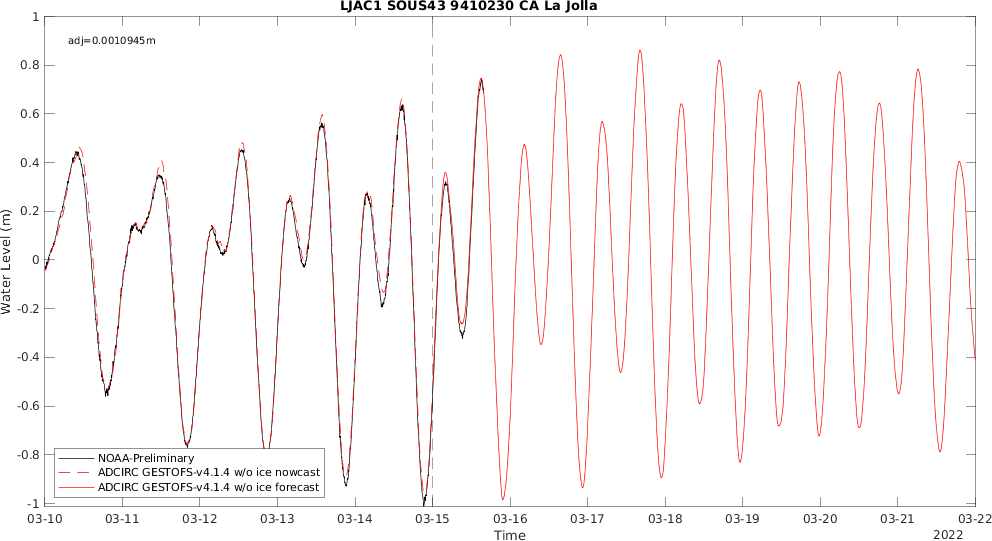 LJAC1 SOUS43 9410230 CA La Jolla
adj=0.0010945m
1
0.8
0.6
0.4
0.2
0
-0.2
-0.4
-0.6
-0.8
-1
Water Level (m)
NOAA-Preliminary
ADCIRC GESTOFS-v4.1.4 w/o ice nowcast
ADCIRC GESTOFS-v4.1.4 w/o ice forecast
03-10 03-11 03-12 03-13 03-14 03-15 03-16 03-17 03-18 03-19 03-20 03-21 03-22
Time
2022